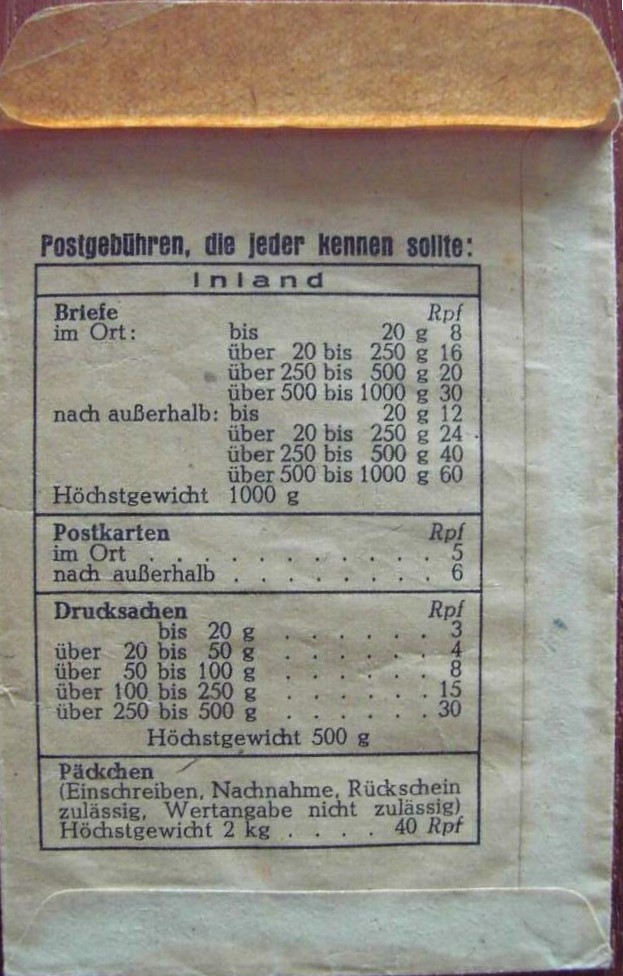 Postgebühren, die jeder kennen sollte:
Inland
Briefe Rpf
im Ort: bis 20 g 8
über 20 bis 250 g 16
über 250 bis 500 g 20
über 500 bis 1000 g 30
nach außerhalb: bis 20 g 12
über 20 bis 250 g 24
über 250 bis 500 g 40
über 500 bis 1000 g 60
Höchstgewicht 1000 g
Postkarten Rpf
im Ort . . . . . . . . . . . 5
nach außerhalb . . . . . . . . 6
Drucksachen Rpf
bis 20 g . . . . . . 3
über 20 bis 50 g . . . . . . 4
über 50 bis 100 g . . . . . . 8
über 100 bis 250 g . . . . . . 15
über 250 bis 500 g . . . . . . 30
Höchstgewicht 500 g
Päckchen
(Einschreiben, Nachnahme, Rückschein
zulässig, Wertangabe nicht zulässig)
Höchstgewicht 2 kg . . . . 40 Rpf